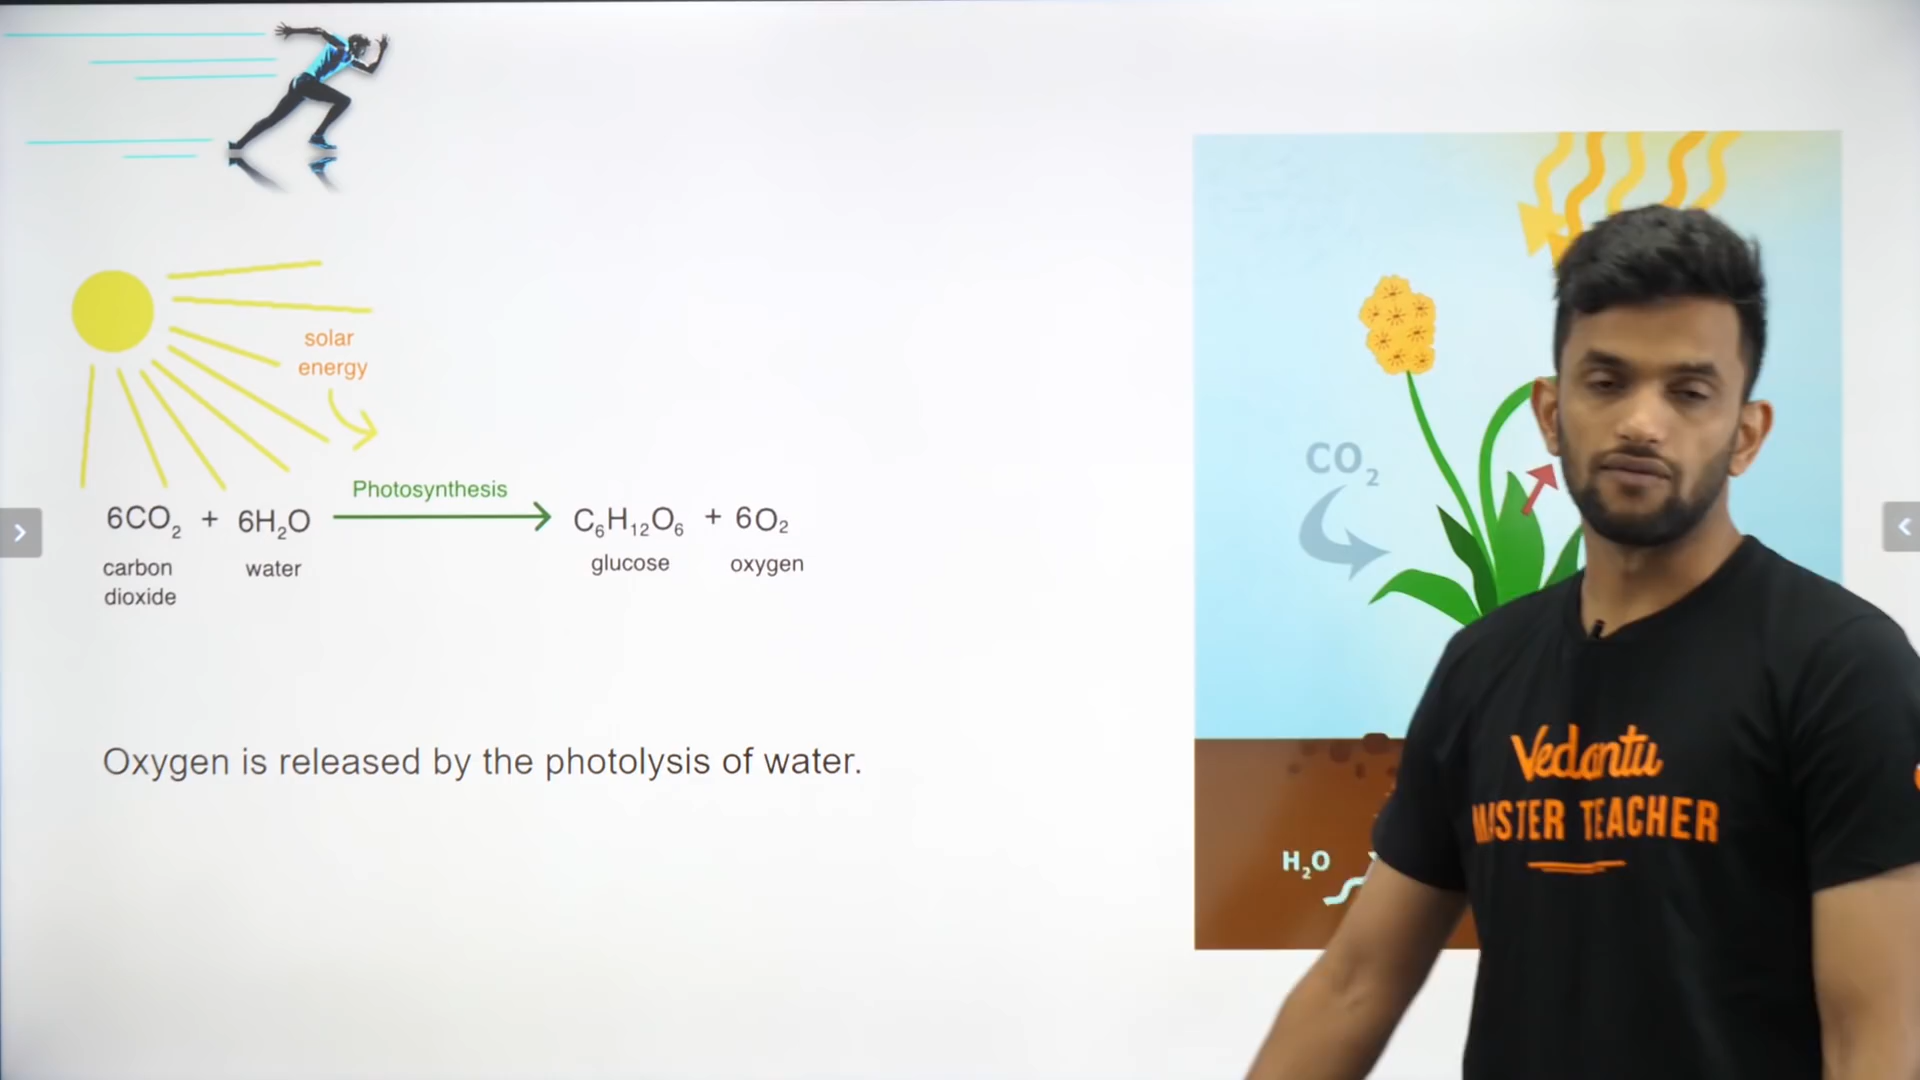 solar
energy
Photosynthesis
6CO₂ + 6H₂O → C₆H₁₂O₆ + 6O₂
carbon
dioxide
water
glucose
oxygen
Oxygen is released by the photolysis of water.
CO₂
H₂O
Vedantu
MASTER TEACHER